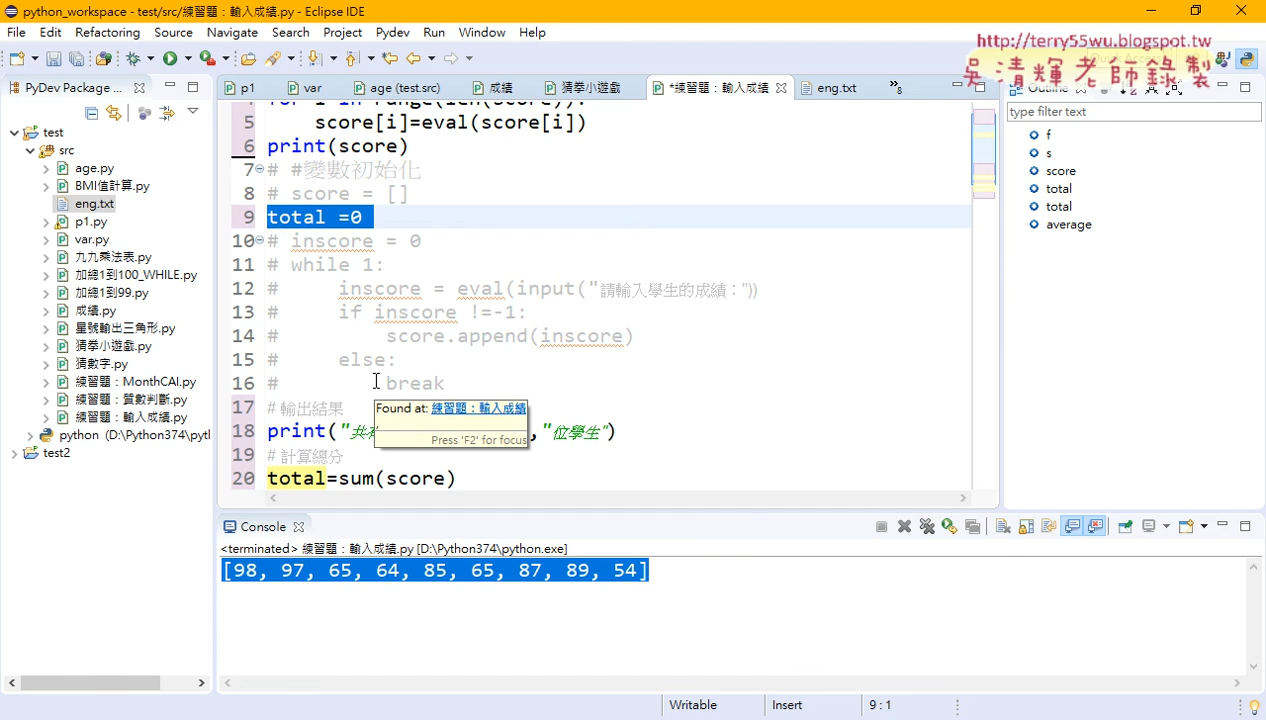 python_workspace - test/src/練習題：輸入成績.py - Eclipse IDE
File Edit Refactoring Source Navigate Search Project Pydev Run Window Help
http://terry55wu.blogspot.tw
吳清輝老師錄製
PyDev Package ...
p1
var
age (test.src)
成績
猜拳小遊戲
*練習題：輸入成績
eng.txt
8
Outline
type filter text
test
src
age.py
BMI值計算.py
eng.txt
p1.py
var.py
九九乘法表.py
加總1到100_WHILE.py
加總1到99.py
成績.py
星號輸出三角形.py
猜拳小遊戲.py
猜數字.py
練習題：MonthCAl.py
練習題：質數判斷.py
練習題：輸入成績.py
python (D:\Python374\pytl
test2
4 for i in range(len(score)):
5 score[i]=eval(score[i])
6 print(score)
7 # #變數初始化
8 # score = []
9 total =0
10 # inscore = 0
11 # while 1:
12 # inscore = eval(input("請輸入學生的成績："))
13 # if inscore !=-1:
14 # score.append(inscore)
15 # else:
16 # break
17 # 輸出結果
18 print("共有 ,"位學生")
19 # 計算總分
20 total=sum(score)
Found at: 練習題：輸入成績
Press 'F2' for focus
f
s
score
total
total
average
Console
<terminated> 練習題：輸入成績.py [D:\Python374\python.exe]
[98, 97, 65, 64, 85, 65, 87, 89, 54]
Writable Insert 9 : 1